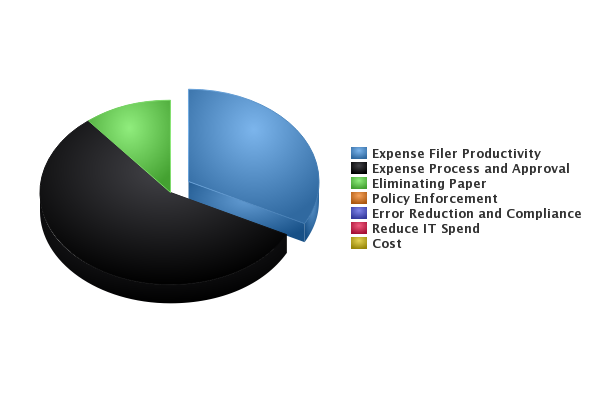 Expense Filer Productivity
Expense Process and Approval
Eliminating Paper
Policy Enforcement
Error Reduction and Compliance
Reduce IT Spend
Cost